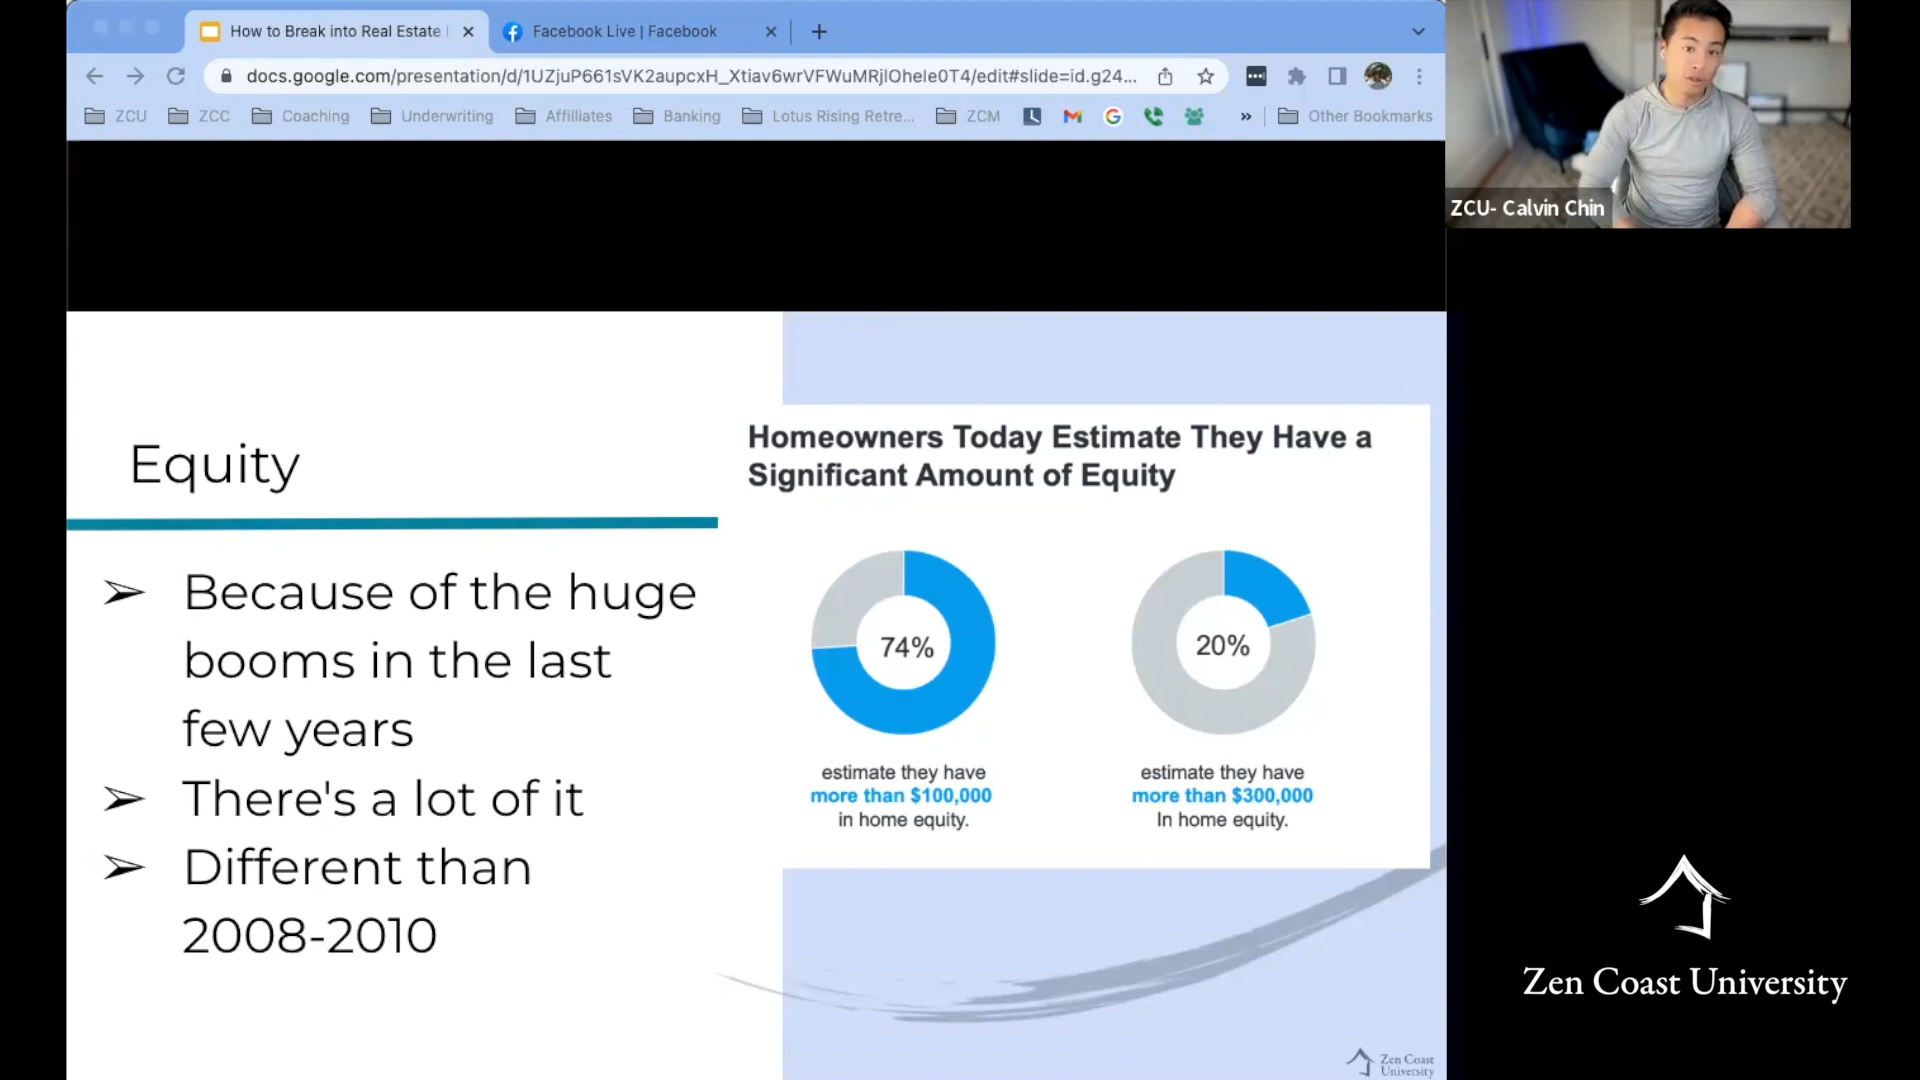 How to Break into Real Estate
Facebook Live | Facebook
docs.google.com/presentation/d/1UZjuP661sVK2aupcxH_Xtiav6wrVFWuMRjlOhele0T4/edit#slide=id.g24...
ZCU ZCC Coaching Underwriting Affilliates Banking Lotus Rising Retre... ZCM » Other Bookmarks
ZCU- Calvin Chin
Equity
➢ Because of the huge
booms in the last
few years
➢ There's a lot of it
➢ Different than
2008-2010
Homeowners Today Estimate They Have a
Significant Amount of Equity
74%
estimate they have
more than $100,000
in home equity.
20%
estimate they have
more than $300,000
In home equity.
Zen Coast
University
Zen Coast University